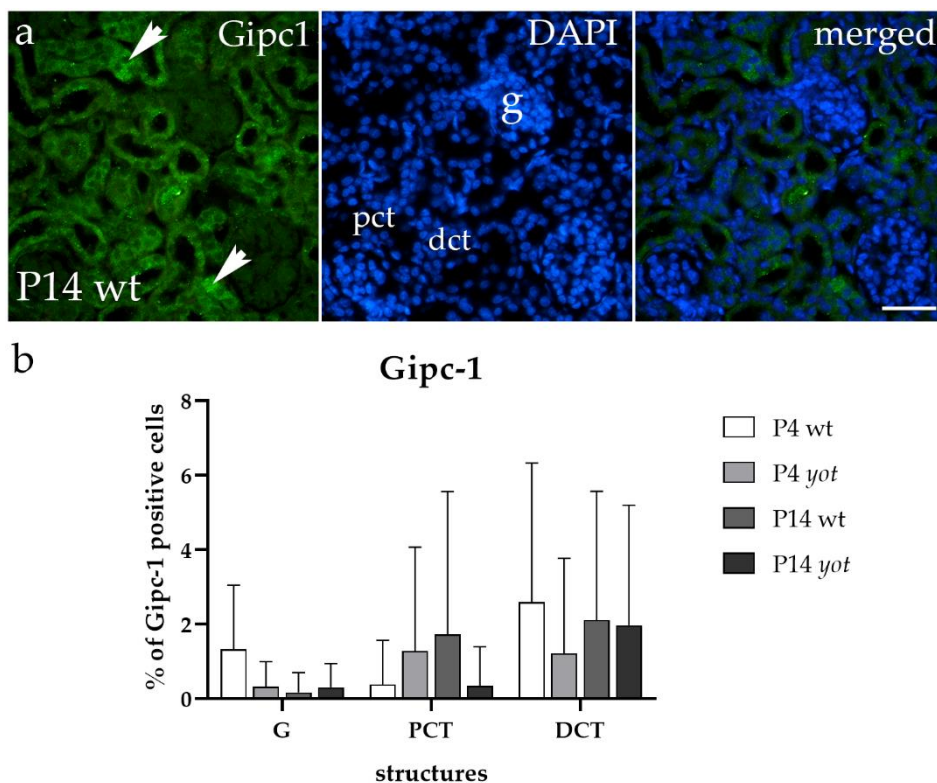 a Gipc1 DAPI merged
g
pct
dct
P14 wt
b
Gipc-1
% of Gipc-1 positive cells
8
6
4
2
0
G PCT DCT
structures
P4 wt
P4 yot
P14 wt
P14 yot